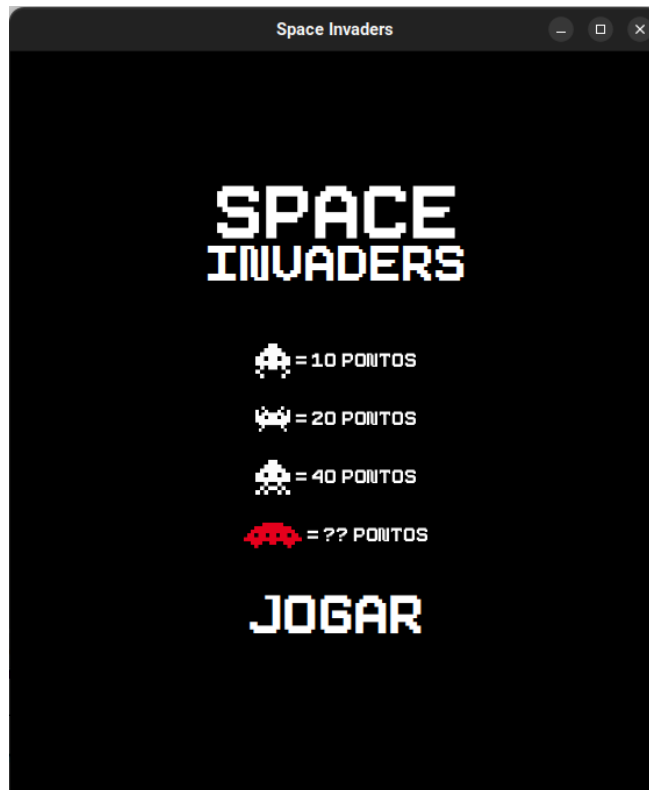 Space Invaders
SPACE
INVADERS
= 10 PONTOS
= 20 PONTOS
= 40 PONTOS
= ?? PONTOS
JOGAR